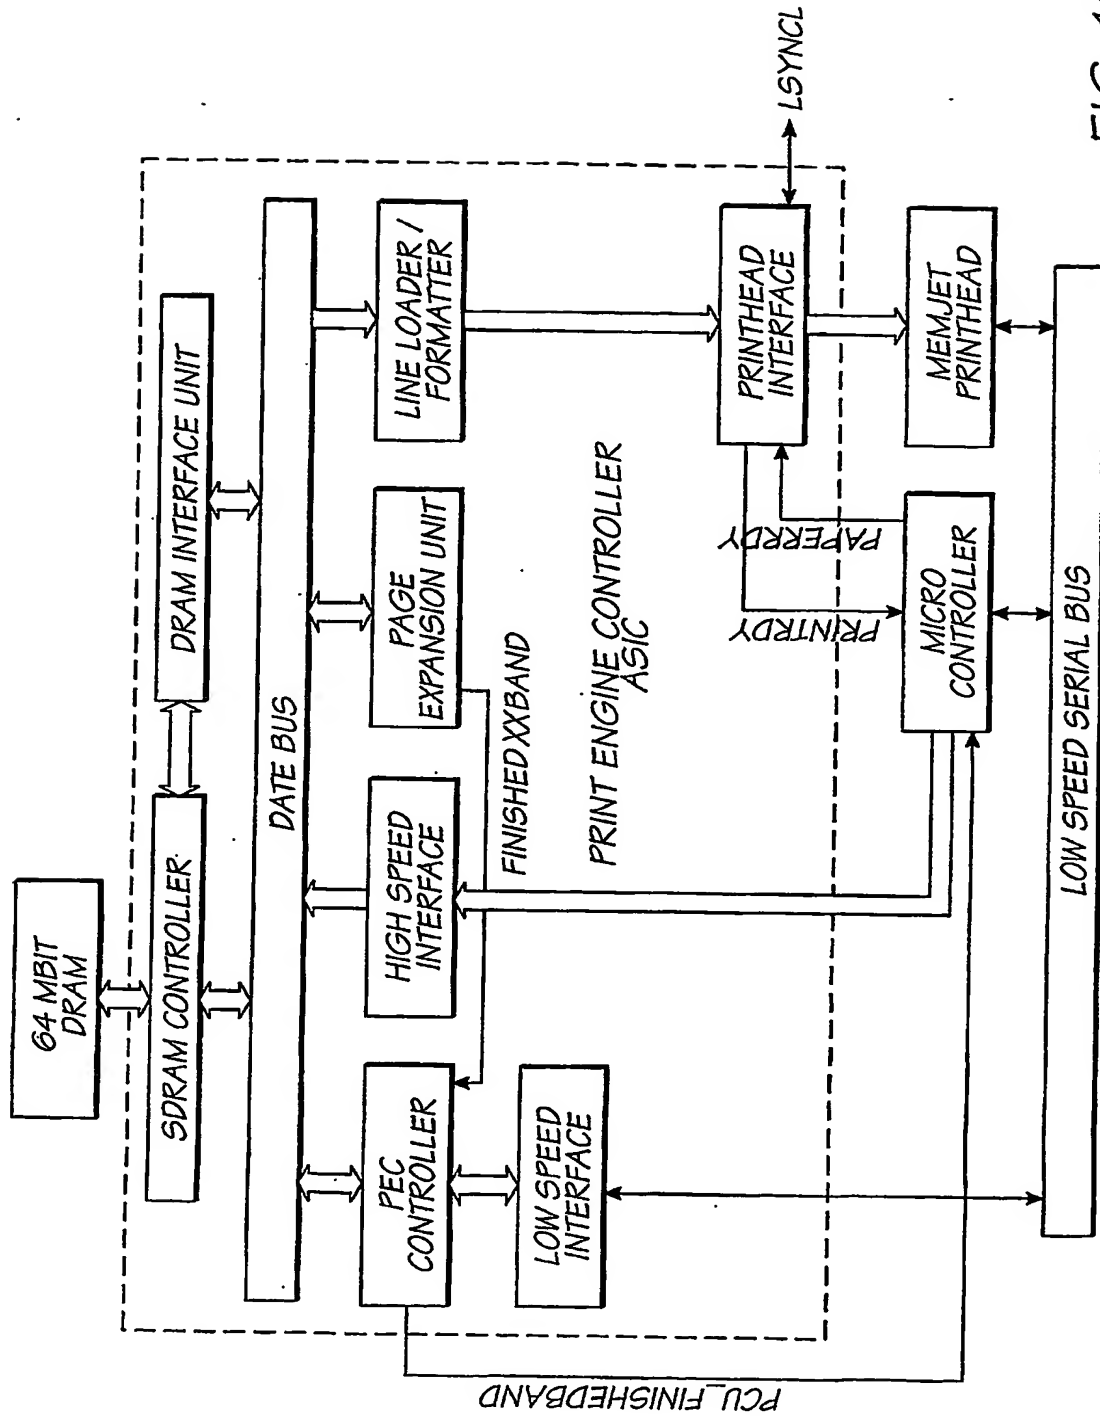 64 MBIT
DRAM
SDRAM CONTROLLER
DRAM INTERFACE UNIT
DATE BUS
PEC
CONTROLLER
HIGH SPEED
INTERFACE
PAGE
EXPANSION UNIT
LINE LOADER /
FORMATTER
LOW SPEED
INTERFACE
FINISHEDXXBAND
PRINT ENGINE CONTROLLER
ASIC
PRINTHEAD
INTERFACE
LSYNCL
PRINTRDY
PAPERRDY
PCU_FINISHEDBAND
MICRO
CONTROLLER
MEMJET
PRINTHEAD
LOW SPEED SERIAL BUS
FIG.